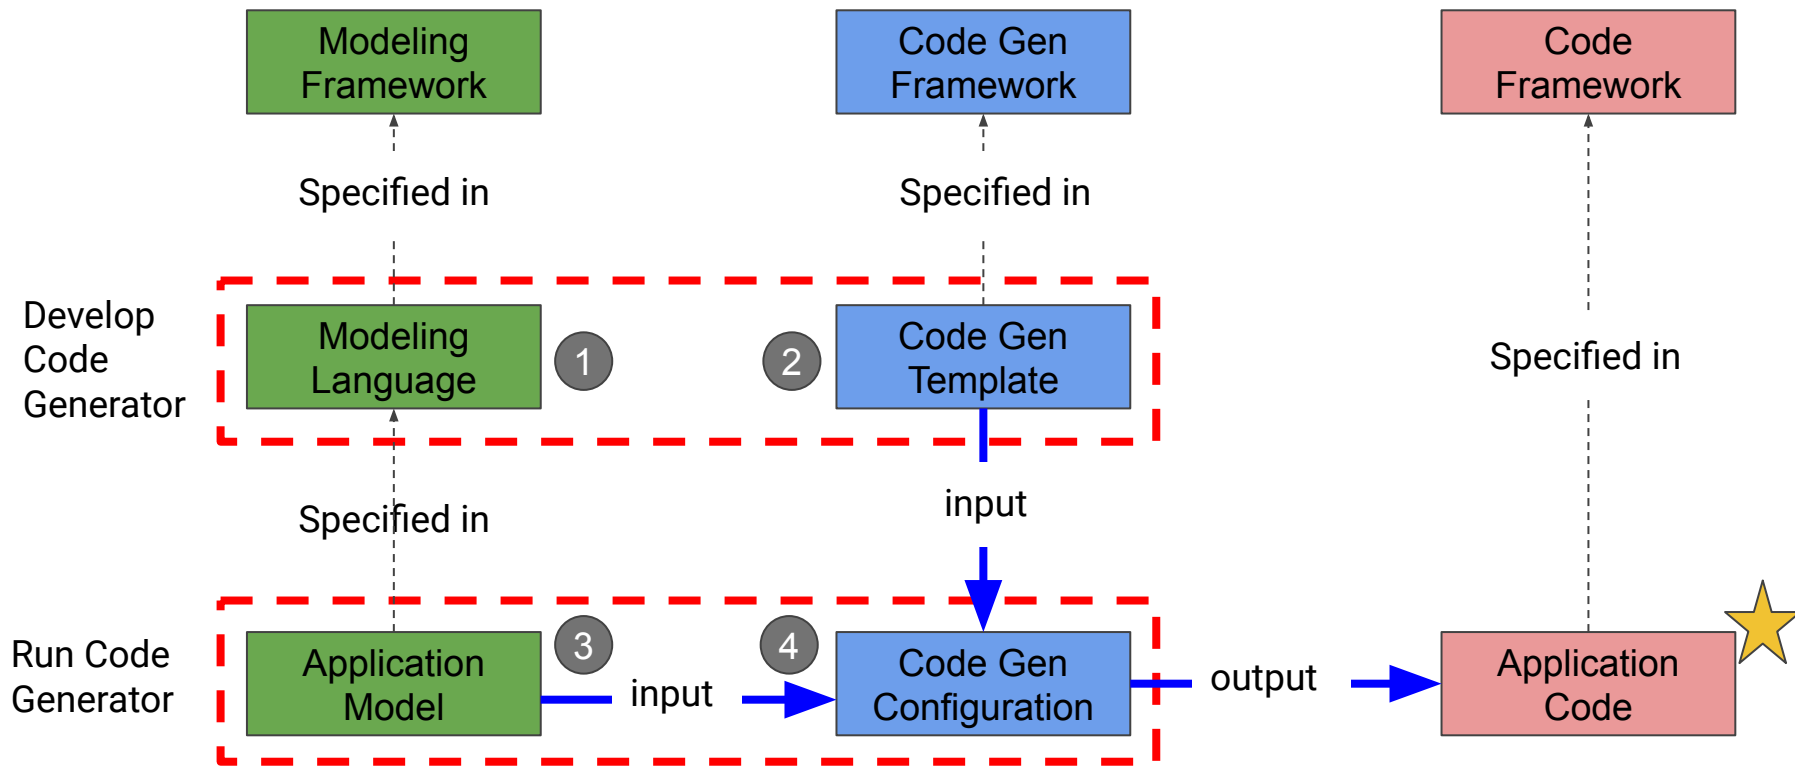 Modeling
Framework
Code Gen
Framework
Code
Framework
Specified in
Specified in
Develop
Code
Generator
Modeling
Language
1
2
Code Gen
Template
Specified in
Specified in
input
Run Code
Generator
Application
Model
3
input
4
Code Gen
Configuration
output
Application
Code